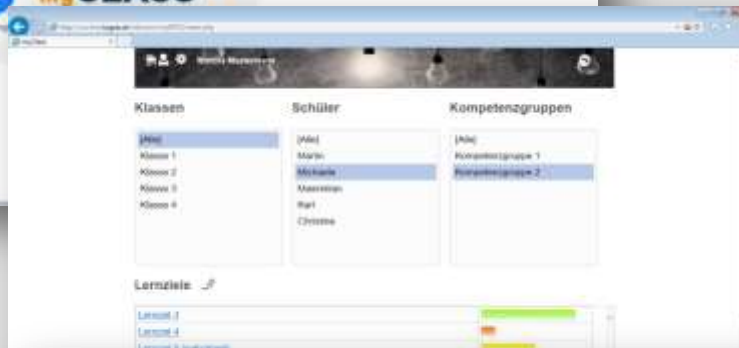 myCLASS
Klassen
Schüler
Kompetenzgruppen
[Alle]
Klasse 1
Klasse 2
Klasse 3
Klasse 4
[Alle]
Martin
Michaela
Maximilian
Karl
Christina
[Alle]
Kompetenzgruppe 1
Kompetenzgruppe 2
Lernziele
Lernziel 3
Lernziel 4